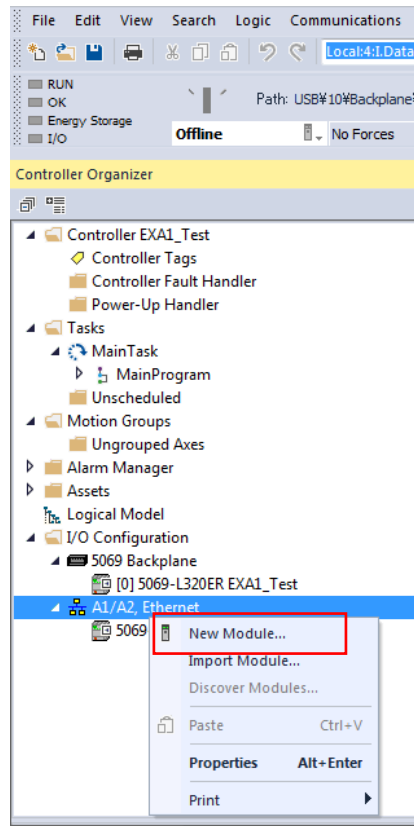 File Edit View Search Logic Communications
Local:4:I.Data
RUN
OK
Energy Storage
I/O
Path: USB¥10¥Backplane¥
Offline
No Forces
Controller Organizer
Controller EXA1_Test
Controller Tags
Controller Fault Handler
Power-Up Handler
Tasks
MainTask
MainProgram
Unscheduled
Motion Groups
Ungrouped Axes
Alarm Manager
Assets
Logical Model
I/O Configuration
5069 Backplane
[0] 5069-L320ER EXA1_Test
A1/A2, Ethernet
5069
New Module...
Import Module...
Discover Modules...
Paste Ctrl+V
Properties Alt+Enter
Print